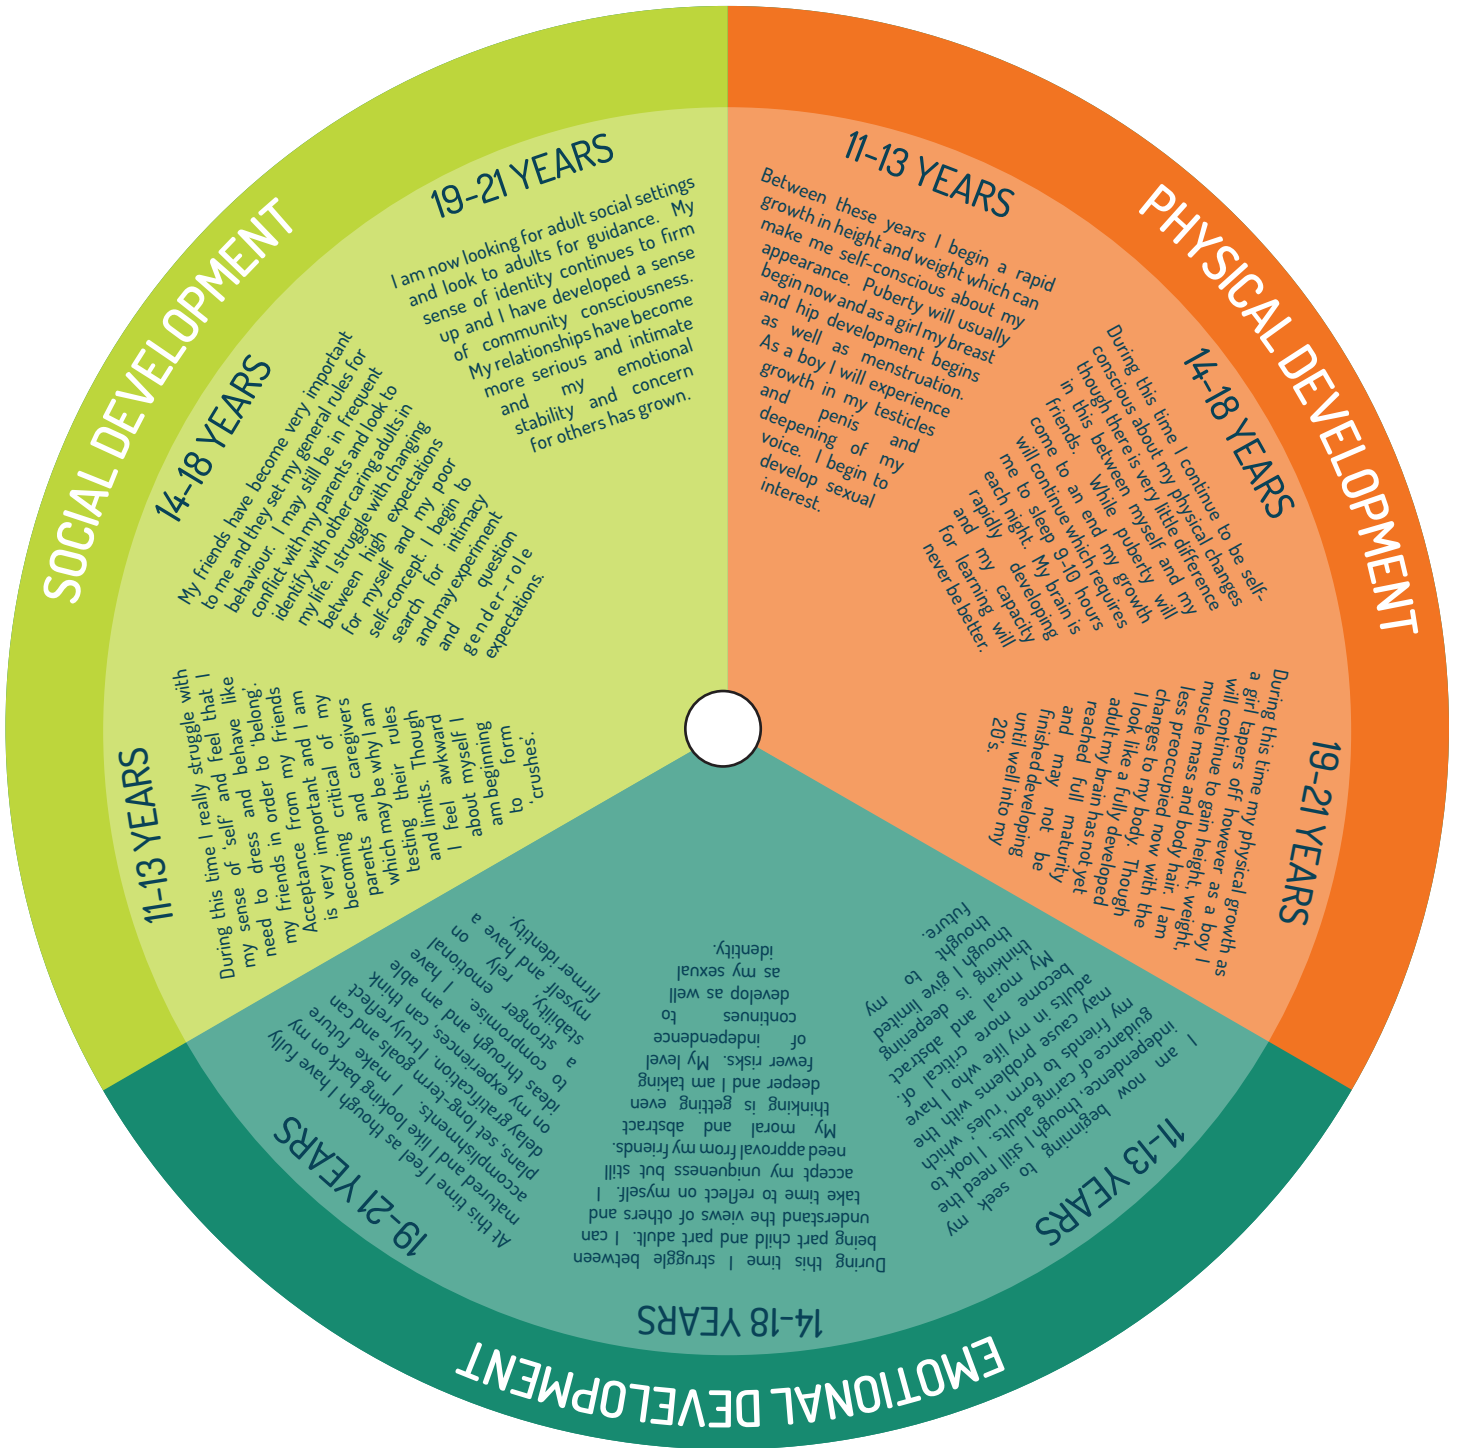 PHYSICAL DEVELOPMENT
11-13 YEARS
Between these years I begin a rapid
growth in height and weight which can
make me self-conscious about my
appearance. Puberty will usually
begin now and as a girl my breast
and hip development begins
as well as menstruation.
As a boy I will experience
growth in my testicles
and penis and
deepening of my
voice. I begin to
develop sexual
interest.
14-18 YEARS
During this time I continue to be self-
conscious about my physical changes
though there is very little difference
in this between myself and my
friends. While puberty will
come to an end my growth
will continue which requires
me to sleep 9-10 hours
each night. My brain is
rapidly developing
and my capacity
for learning will
never be better.
19-21 YEARS
During this time my physical growth as
a girl tapers off however as a boy I
will continue to gain height, weight,
muscle mass and body hair. I am
less preoccupied now with the
changes to my body. Though
I look like a fully developed
adult my brain has not yet
reached full maturity
and may not be
finished developing
until well into my
20's.
EMOTIONAL DEVELOPMENT
11-13 YEARS
I am now beginning to seek my
independence, though I still need the
guidance of caring adults. I look to
my friends to form 'rules,' which
may cause problems with the
adults in my life who I have
become more critical of.
My moral and abstract
thinking is deepening
though I give limited
thought to my
future.
14-18 YEARS
During this time I struggle between
being part child and part adult. I can
understand the views of others and
take time to reflect on myself. I
accept my uniqueness but still
need approval from my friends.
My moral and abstract
thinking is getting even
deeper and I am taking
fewer risks. My level
of independence
continues to
develop as well
as my sexual
identity.
19-21 YEARS
At this time I feel as though I have fully
matured and I like looking back on my
accomplishments. I make future
plans, set long-term goals and can
delay gratification. I truly reflect
on my experiences, can think
ideas through and am able
to compromise. I have
a stronger emotional
stability, rely on
myself and have a
firmer identity.
SOCIAL DEVELOPMENT
11-13 YEARS
During this time I really struggle with
my sense of 'self' and feel that I
need to dress and behave like
my friends in order to 'belong.'
Acceptance from my friends
is very important and I am
becoming critical of my
parents and caregivers
which may be why I am
testing their rules
and limits. Though
I feel awkward
about myself I
am beginning
to form
'crushes.'
14-18 YEARS
My friends have become very important
to me and they set my general rules for
behaviour. I may still be in frequent
conflict with my parents and look to
identify with other caring adults in
my life. I struggle with changing
between high expectations
for myself and my poor
self-concept. I begin to
search for intimacy
and may experiment
and question
gender-role
expectations.
19-21 YEARS
I am now looking for adult social settings
and look to adults for guidance. My
sense of identity continues to firm
up and I have developed a sense
of community consciousness.
My relationships have become
more serious and intimate
and my emotional
stability and concern
for others has grown.